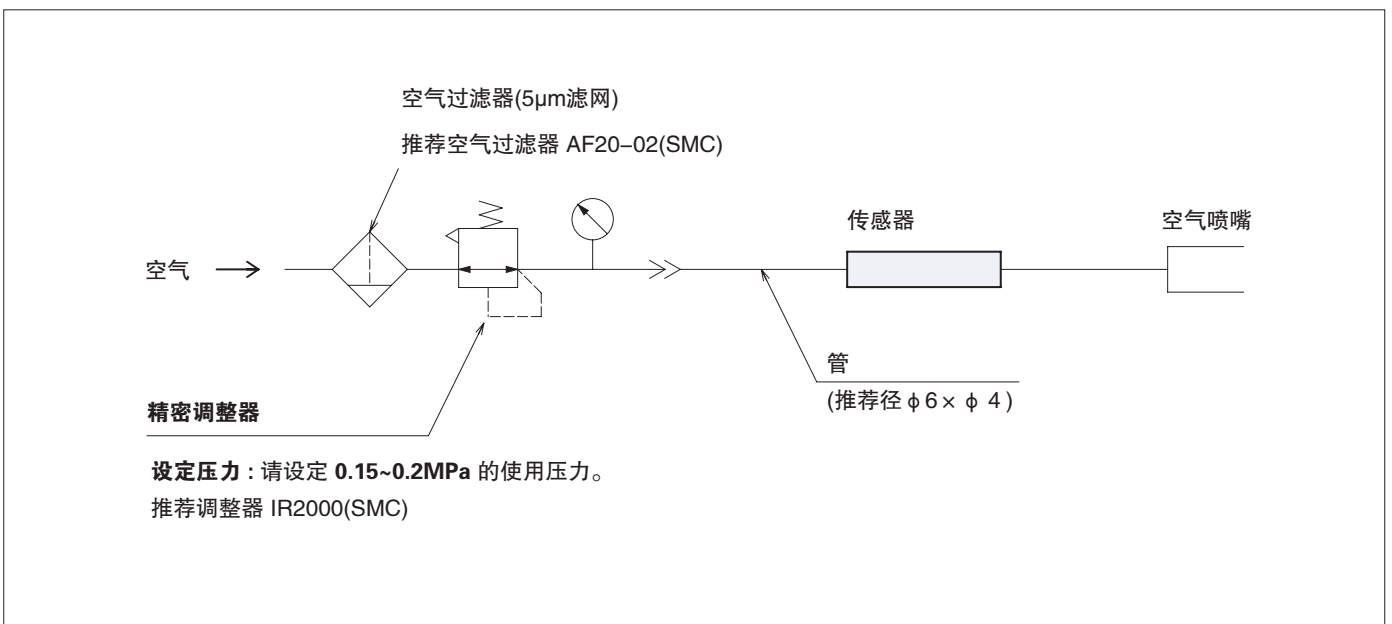 空气过滤器(5μm滤网)
推荐空气过滤器 AF20–02(SMC)
传感器
空气喷嘴
空气
管
(推荐径 ϕ 6 × ϕ 4 )
精密调整器
设定压力 : 请设定 0.15~0.2MPa 的使用压力。
推荐调整器 IR2000(SMC)